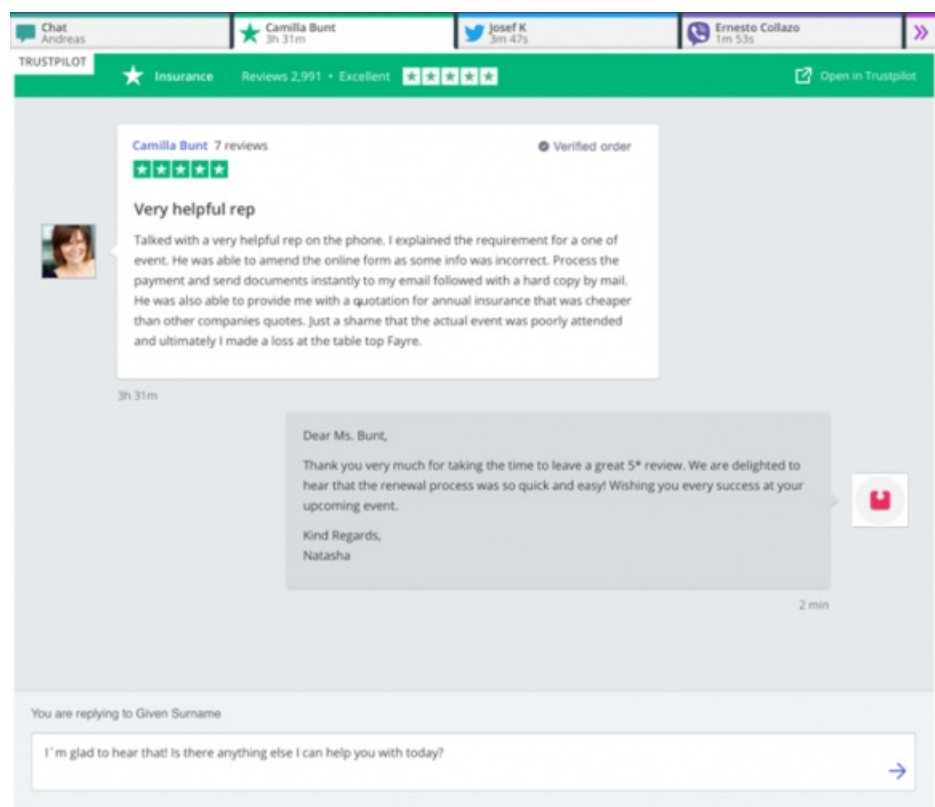 Chat
Andreas
Camilla Bunt
3h 31m
Josef K
3m 47s
Ernesto Collazo
1m 53s
TRUSTPILOT
Insurance Reviews 2,991 • Excellent
Open in Trustpilot
Camilla Bunt 7 reviews
Verified order
Very helpful rep
Talked with a very helpful rep on the phone. I explained the requirement for a one of
event. He was able to amend the online form as some info was incorrect. Process the
payment and send documents instantly to my email followed with a hard copy by mail.
He was also able to provide me with a quotation for annual insurance that was cheaper
than other companies quotes. Just a shame that the actual event was poorly attended
and ultimately I made a loss at the table top Fayre.
3h 31m
Dear Ms. Bunt,
Thank you very much for taking the time to leave a great 5* review. We are delighted to
hear that the renewal process was so quick and easy! Wishing you every success at your
upcoming event.
Kind Regards,
Natasha
2 min
You are replying to Given Surname
I´m glad to hear that! Is there anything else I can help you with today?